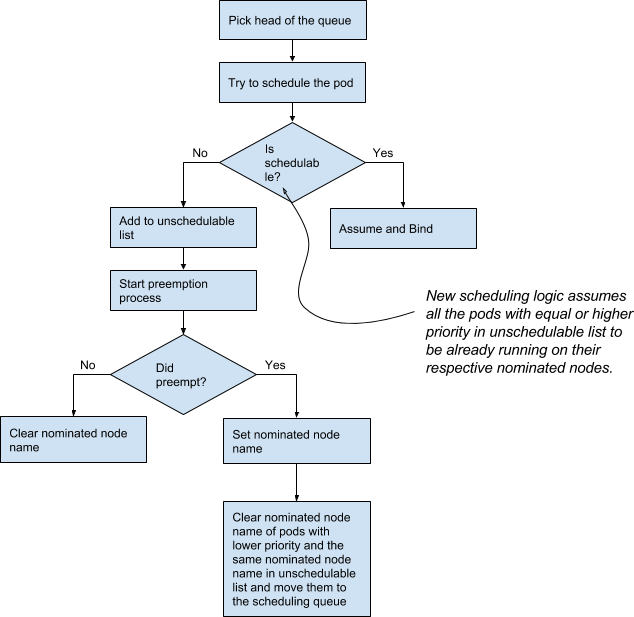 Pick head of the queue
Try to schedule the pod
Is
schedulab
le?
No
Yes
Add to unschedulable
list
Assume and Bind
Start preemption
process
New scheduling logic assumes
all the pods with equal or higher
priority in unschedulable list to
be already running on their
respective nominated nodes.
Did
preempt?
No
Yes
Clear nominated node
name
Set nominated node
name
Clear nominated node
name of pods with
lower priority and the
same nominated node
name in unschedulable
list and move them to
the scheduling queue